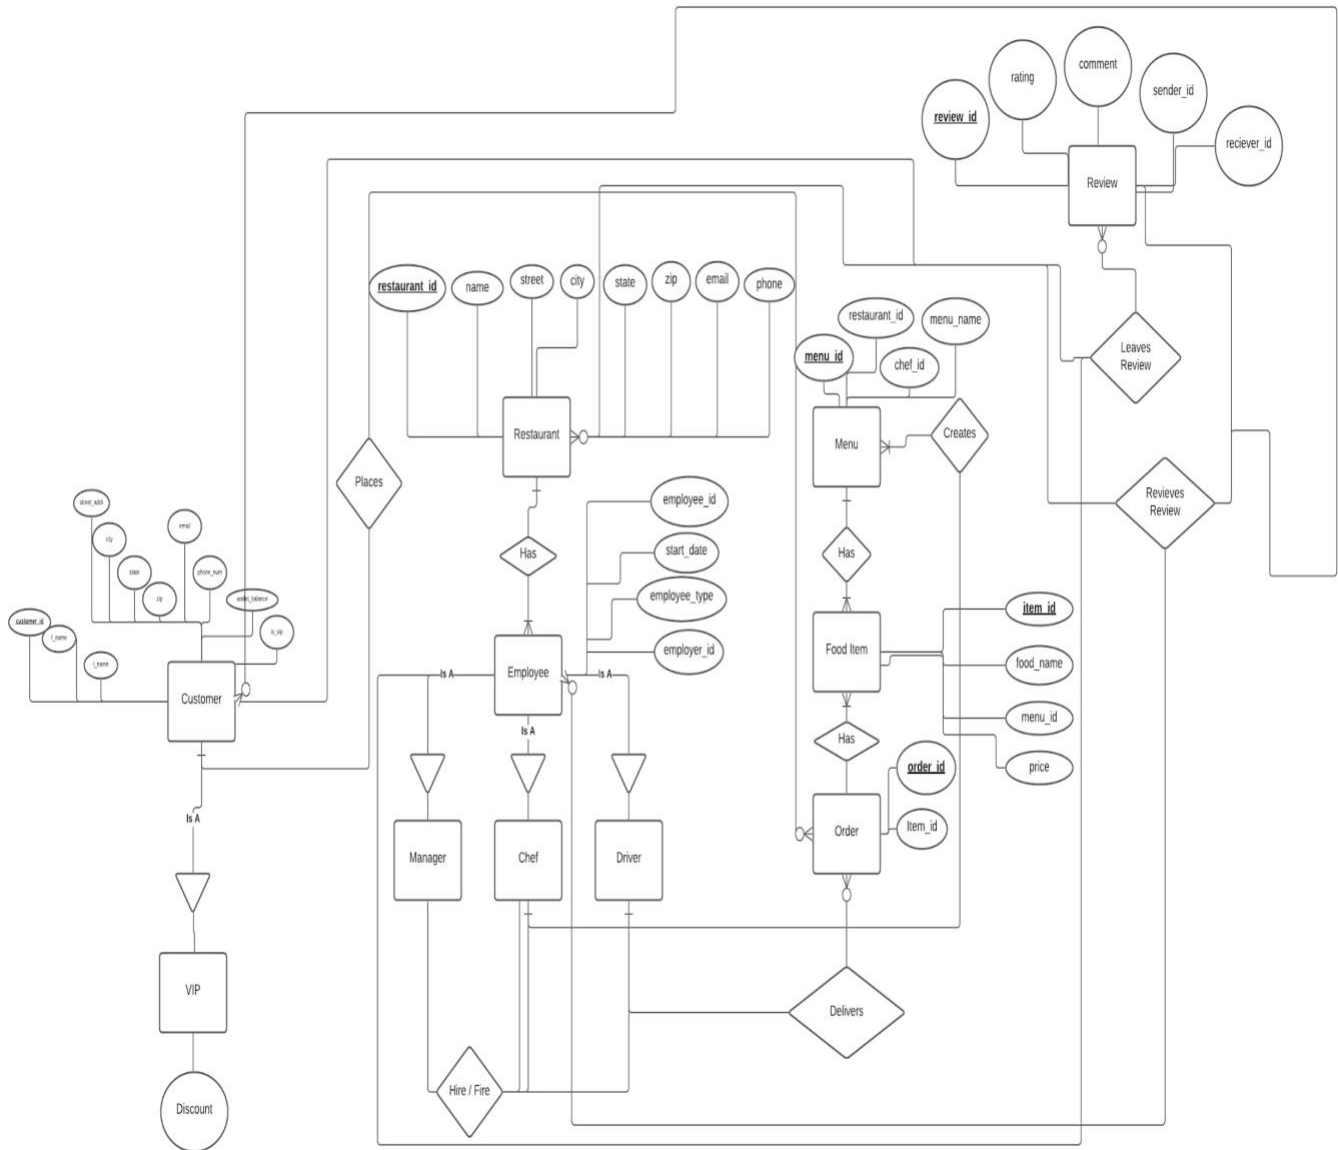 comment
rating
sender_id
review_id
reciever_id
Review
restaurant_id
name
street
city
state
zip
email
phone
restaurant_id
menu_name
menu_id
chef_id
Leaves
Review
Restaurant
Menu
Creates
Places
street_addr
city
email
state
phone_num
zip
wallet_balance
customer_id
f_name
is_vip
l_name
Customer
Has
employee_id
start_date
employee_type
employer_id
Has
Revieves
Review
Is A
Employee
Is A
Is A
Food Item
item_id
food_name
menu_id
price
Has
order_id
Item_id
Order
Is A
Manager
Chef
Driver
VIP
Delivers
Hire / Fire
Discount